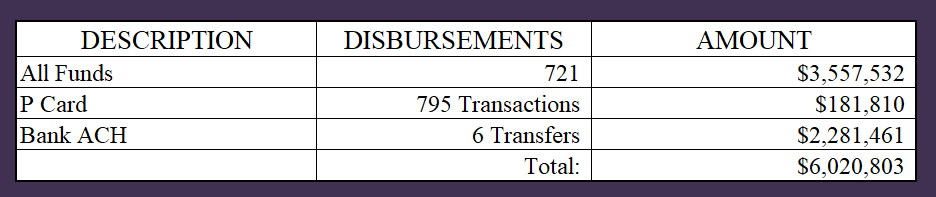 DESCRIPTION DISBURSEMENTS AMOUNT
All Funds 721 $3,557,532
P Card 795 Transactions $181,810
Bank ACH 6 Transfers $2,281,461
Total: $6,020,803